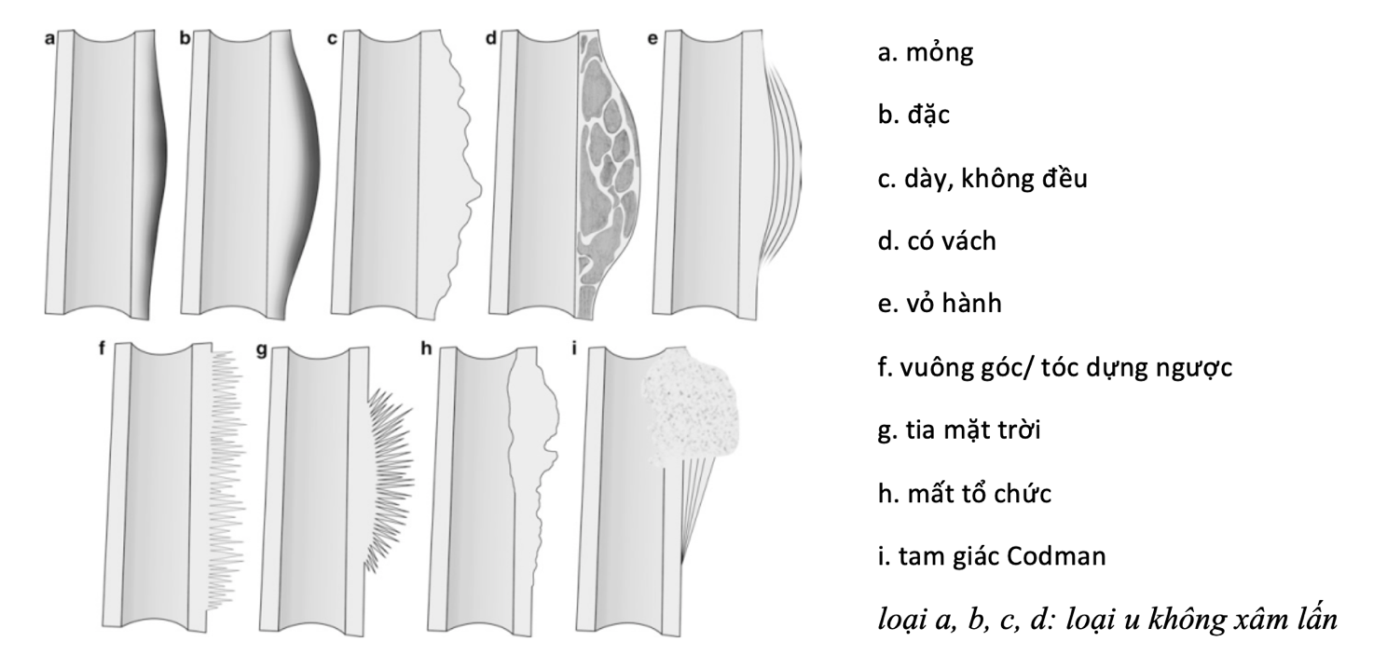 a b c d e
f g h i
a. mỏng
b. đặc
c. dày, không đều
d. có vách
e. vỏ hành
f. vuông góc/ tóc dựng ngược
g. tia mặt trời
h. mất tổ chức
i. tam giác Codman
loại a, b, c, d: loại u không xâm lấn